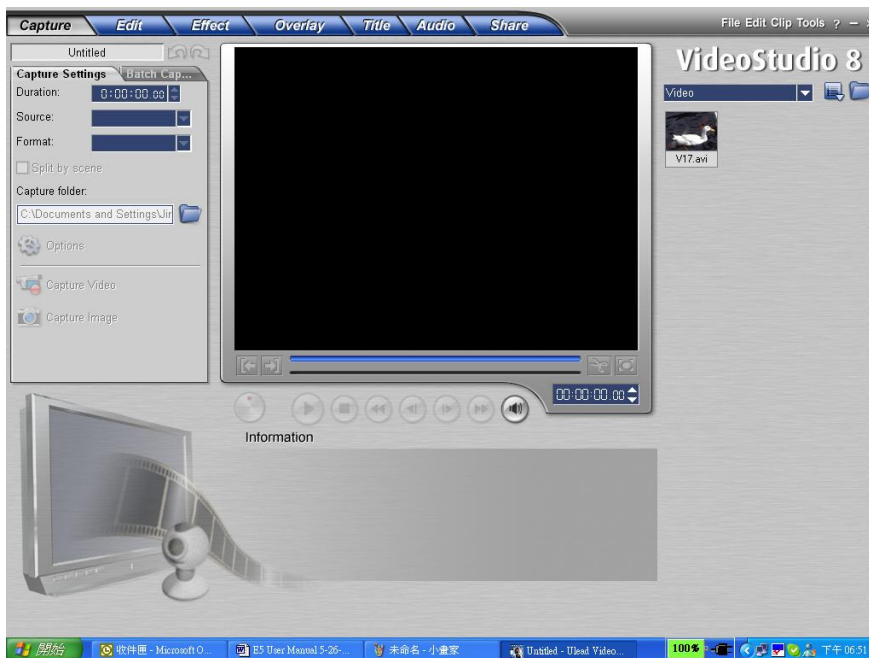 Capture Edit Effect Overlay Title Audio Share File Edit Clip Tools ? –
Untitled
VideoStudio 8
Capture Settings Batch Cap...
Duration: 0:00:00.00
Video
Source:
Format:
Split by scene
V17.avi
Capture folder:
C:\Documents and Settings\Jir
Options
Capture Video
Capture Image
00:00:00.00
Information
開始 收件匣 - Microsoft O... E5 User Manual 5-26-... 未命名 - 小畫家 Untitled - Ulead Video... 100% 下午 06:51